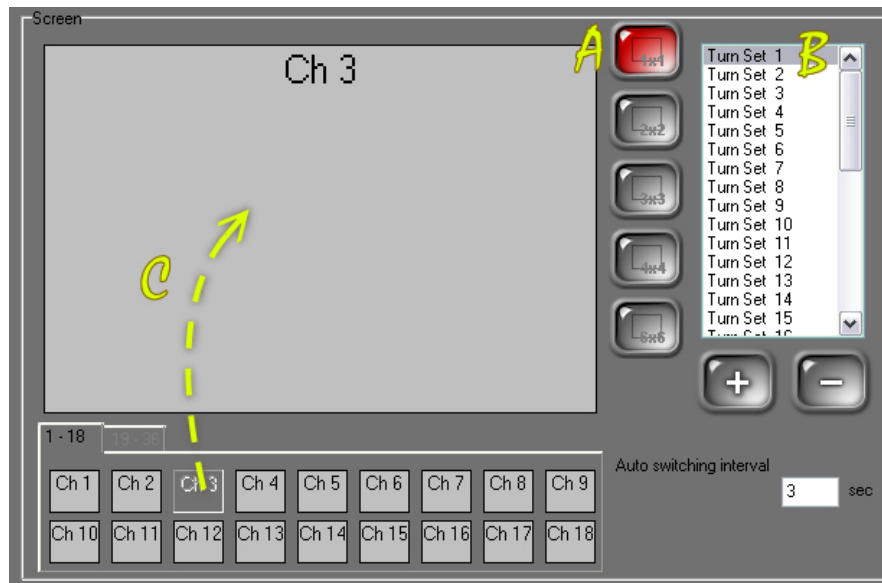 Screen
Ch 3
A
1x1
2x2
3x3
4x4
6x6
B
Turn Set 1
Turn Set 2
Turn Set 3
Turn Set 4
Turn Set 5
Turn Set 6
Turn Set 7
Turn Set 8
Turn Set 9
Turn Set 10
Turn Set 11
Turn Set 12
Turn Set 13
Turn Set 14
Turn Set 15
Turn Set 16
+ −
C
1 - 18 19 - 36
Ch 1 Ch 2 Ch 3 Ch 4 Ch 5 Ch 6 Ch 7 Ch 8 Ch 9
Ch 10 Ch 11 Ch 12 Ch 13 Ch 14 Ch 15 Ch 16 Ch 17 Ch 18
Auto switching interval
3 sec